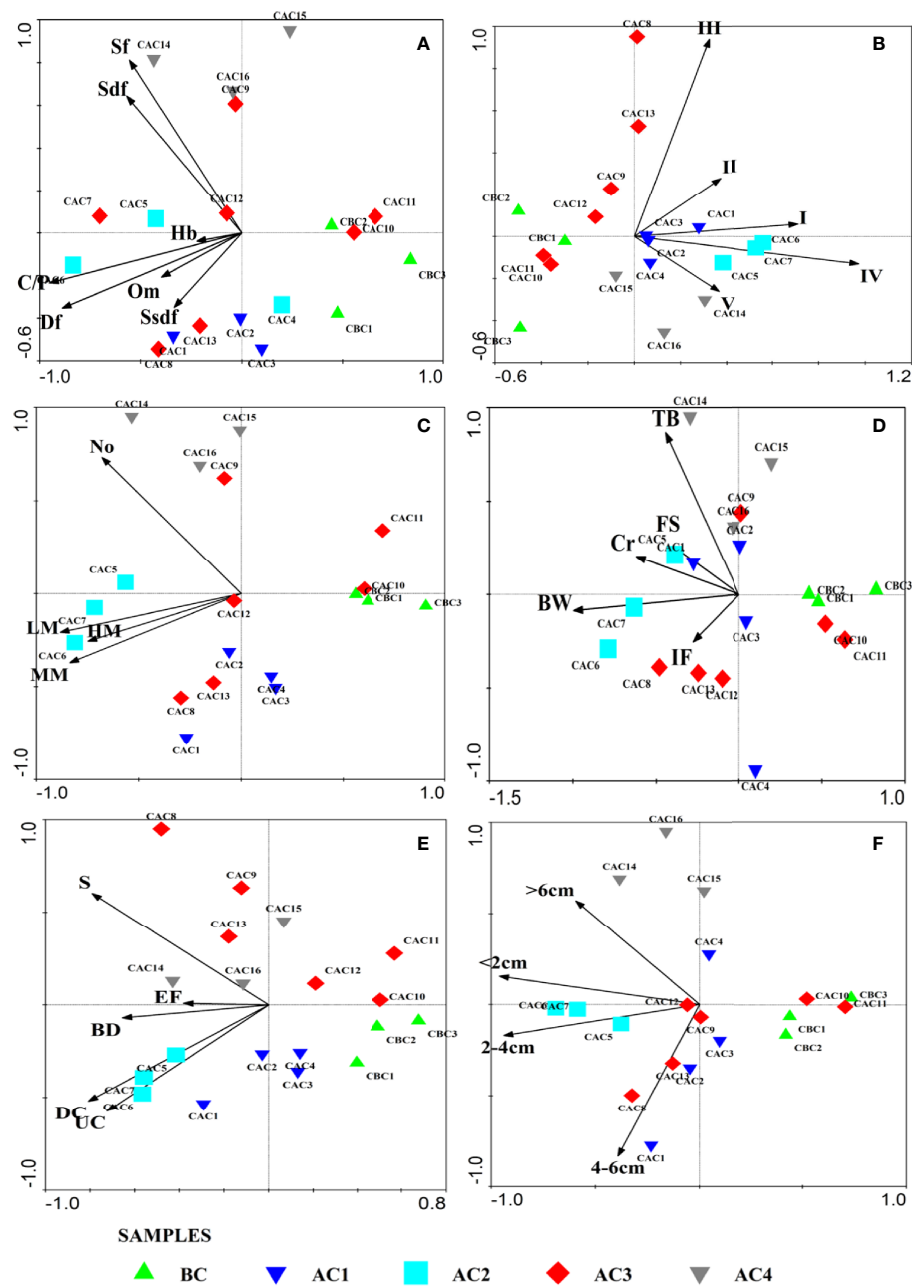 A
1.0
-0.6
-1.0
1.0
Sf
Sdf
Hb
C/P
Om
Df
Ssdf
CAC15
CAC14
CAC16
CAC9
CAC7
CAC5
CAC12
CAC11
CBC2
CAC10
CBC3
CAC4
CBC1
CAC2
CAC13
CAC1
CAC8
CAC3
B
1.0
-0.6
-0.6
1.2
III
II
I
IV
V
CAC8
CAC13
CAC9
CBC2
CAC12
CAC3
CAC1
CBC1
CAC6
CAC2
CAC7
CAC11
CAC10
CAC4
CAC5
CAC15
CAC14
CAC16
CBC3
C
1.0
-1.0
-1.0
1.0
No
LM
HM
MM
CAC14
CAC15
CAC16
CAC9
CAC11
CAC5
CAC10
CBC2
CBC1
CBC3
CAC7
CAC12
CAC6
CAC2
CAC4
CAC3
CAC13
CAC8
CAC1
D
1.0
-1.0
-1.5
1.0
TB
FS
Cr
BW
IF
CAC14
CAC15
CAC9
CAC16
CAC2
CAC5
CAC1
CBC2
CBC1
CBC3
CAC7
CAC3
CAC6
CAC10
CAC11
CAC8
CAC13
CAC12
CAC4
E
1.0
-1.0
-1.0
0.8
S
EF
BD
DC
UC
CAC8
CAC9
CAC13
CAC15
CAC11
CAC14
CAC16
CAC12
CAC10
CBC3
CBC2
CAC5
CAC2
CAC4
CAC3
CBC1
CAC7
CAC6
CAC1
F
1.0
-1.0
-1.0
1.0
>6cm
<2cm
2-4cm
4-6cm
CAC16
CAC14
CAC15
CAC4
CAC7
CAC12
CAC10
CBC3
CAC11
CAC5
CAC9
CBC1
CAC3
CBC2
CAC13
CAC2
CAC8
CAC1
SAMPLES
BC AC1 AC2 AC3 AC4